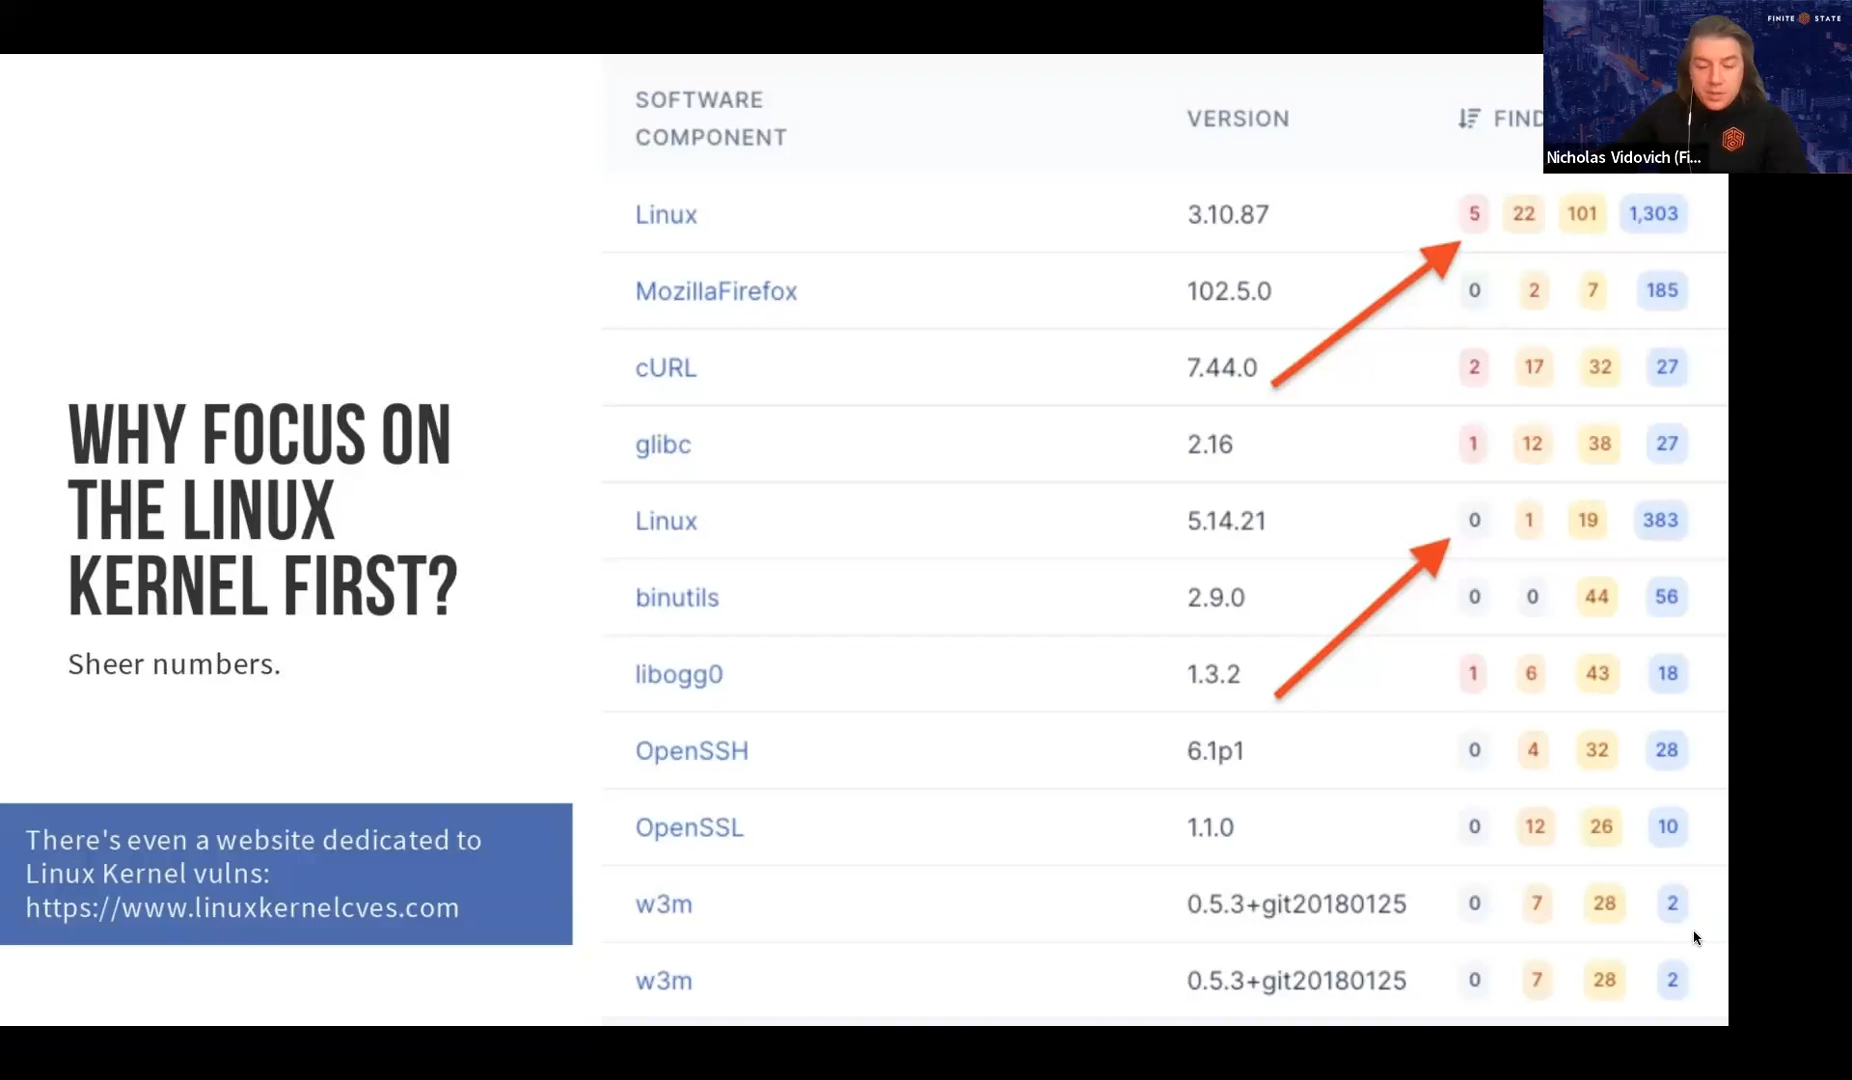 FINITE STATE
Nicholas Vidovich (Fi...
WHY FOCUS ON
THE LINUX
KERNEL FIRST?
Sheer numbers.
There's even a website dedicated to
Linux Kernel vulns:
https://www.linuxkernelcves.com
SOFTWARE
COMPONENT
VERSION
FIND
Linux 3.10.87 5 22 101 1,303
MozillaFirefox 102.5.0 0 2 7 185
cURL 7.44.0 2 17 32 27
glibc 2.16 1 12 38 27
Linux 5.14.21 0 1 19 383
binutils 2.9.0 0 0 44 56
libogg0 1.3.2 1 6 43 18
OpenSSH 6.1p1 0 4 32 28
OpenSSL 1.1.0 0 12 26 10
w3m 0.5.3+git20180125 0 7 28 2
w3m 0.5.3+git20180125 0 7 28 2